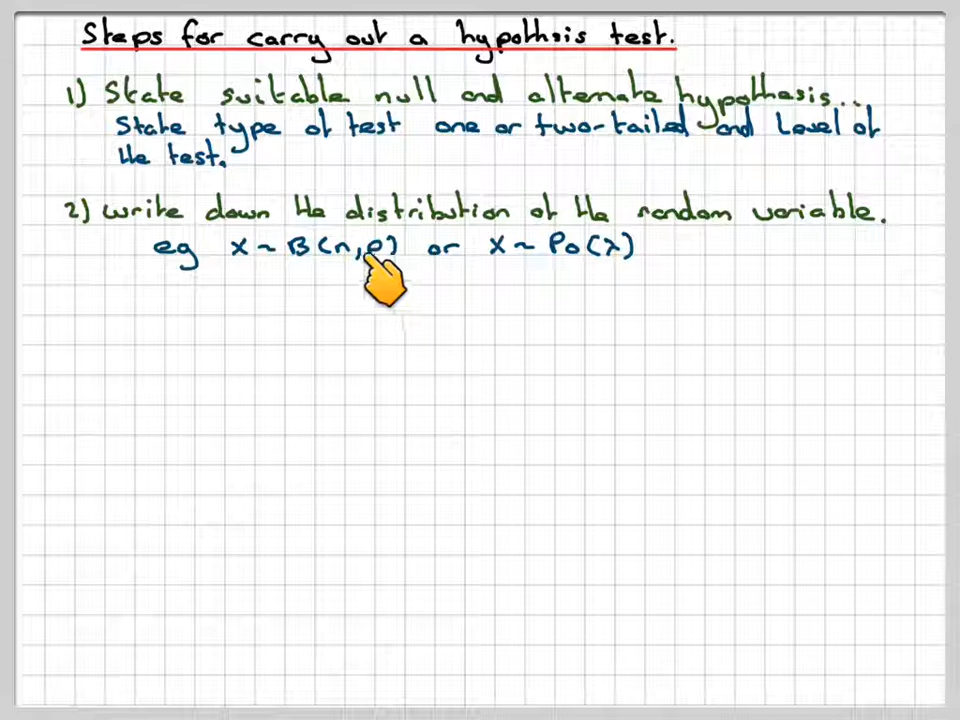 Steps for carry out a hypothsis test.
1) State suitable null and alternate hypothesis...
State type of test one or two-tailed and level of
the test.
2) Write down the distribution of the random variable.
eg X ~ B(n,p) or X ~ Po(λ)